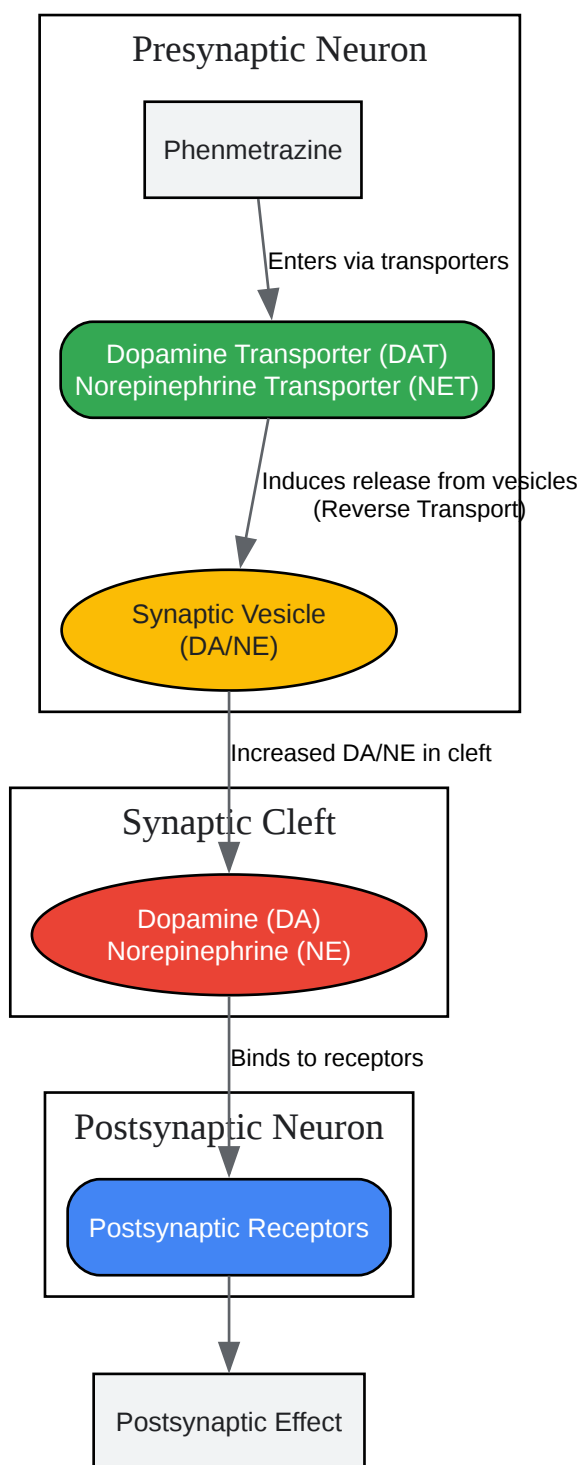 Presynaptic Neuron
Phenmetrazine
Enters via transporters
Dopamine Transporter (DAT)
Norepinephrine Transporter (NET)
Induces release from vesicles
(Reverse Transport)
Synaptic Vesicle
(DA/NE)
Increased DA/NE in cleft
Synaptic Cleft
Dopamine (DA)
Norepinephrine (NE)
Binds to receptors
Postsynaptic Neuron
Postsynaptic Receptors
Postsynaptic Effect